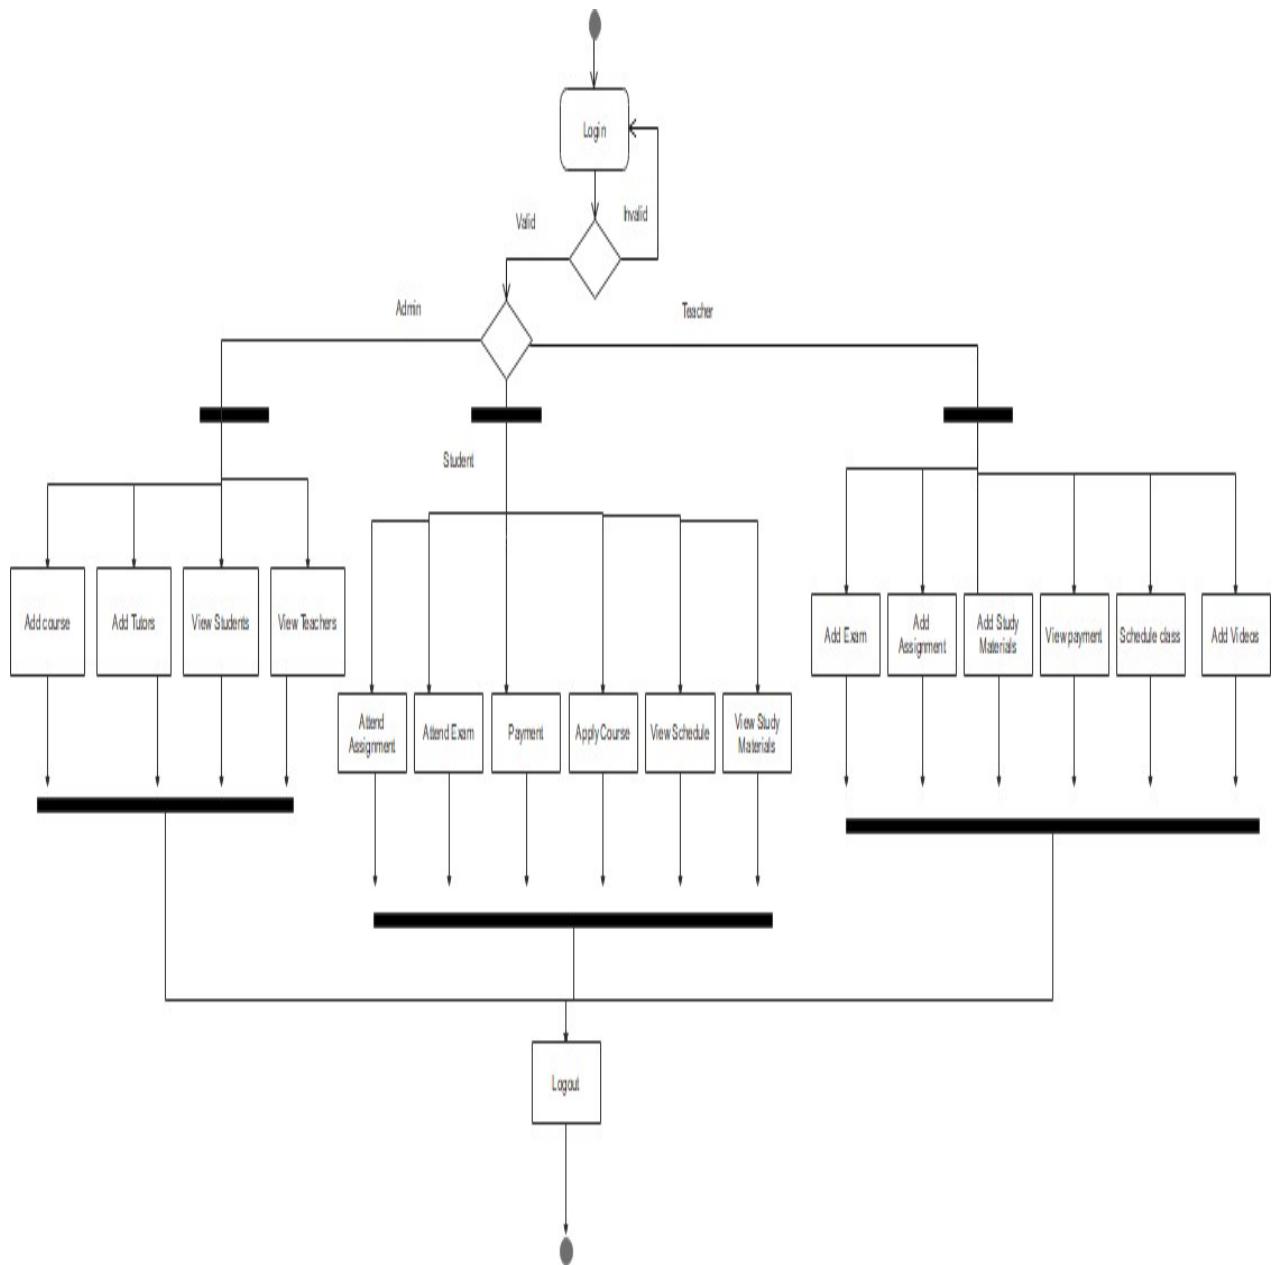 Login
Valid
Invalid
Admin
Teacher
Student
Add course
Add Tutors
View Students
View Teachers
Add Exam
Add
Assignment
Add Study
Materials
View payment
Schedule class
Add Videos
Attend
Assignment
Attend Exam
Payment
Apply Course
View Schedule
View Study
Materials
Logout